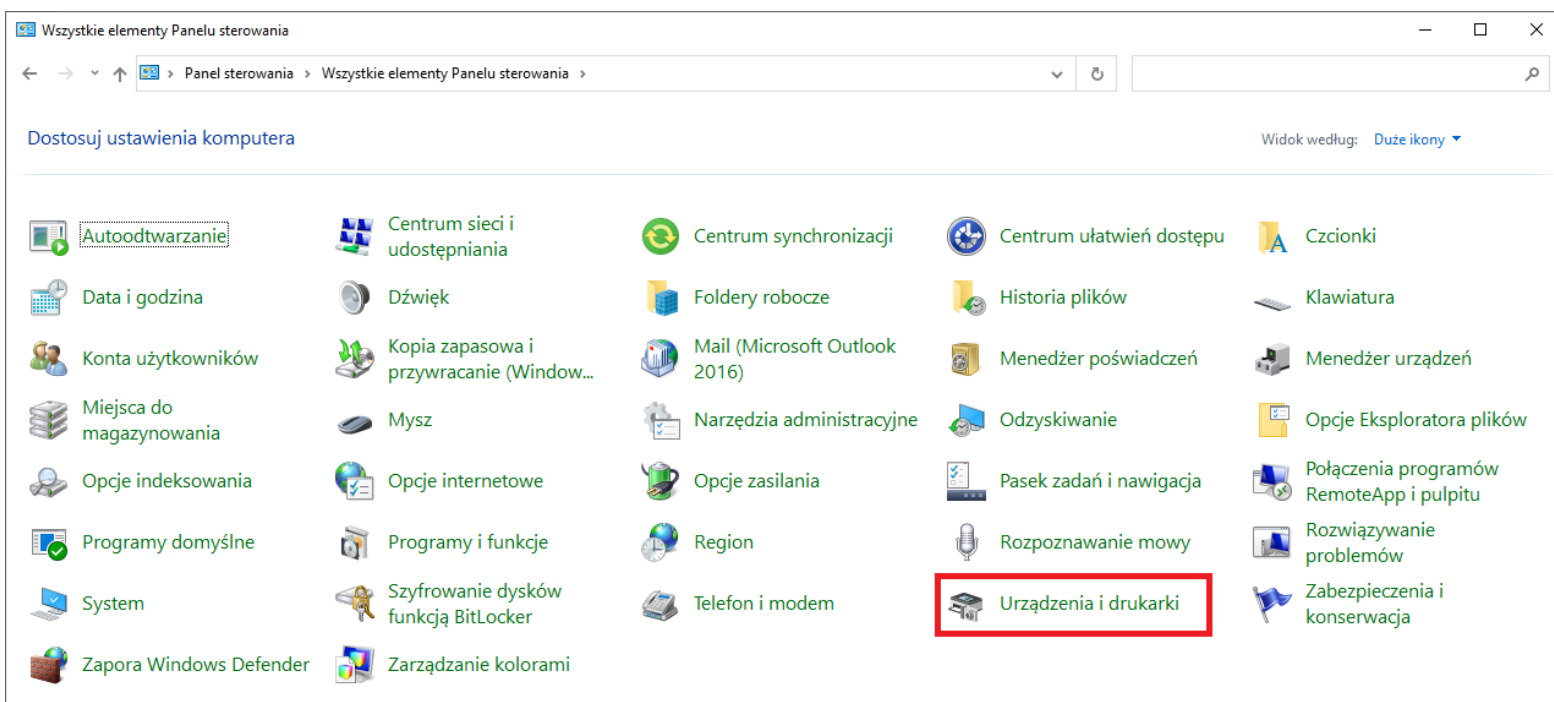 Wszystkie elementy Panelu sterowania
Panel sterowania > Wszystkie elementy Panelu sterowania >
Dostosuj ustawienia komputera
Widok według: Duże ikony
Autoodtwarzanie
Centrum sieci i
udostępniania
Centrum synchronizacji
Centrum ułatwień dostępu
Czcionki
Data i godzina
Dźwięk
Foldery robocze
Historia plików
Klawiatura
Konta użytkowników
Kopia zapasowa i
przywracanie (Window...
Mail (Microsoft Outlook
2016)
Menedżer poświadczeń
Menedżer urządzeń
Miejsca do
magazynowania
Mysz
Narzędzia administracyjne
Odzyskiwanie
Opcje Eksploratora plików
Opcje indeksowania
Opcje internetowe
Opcje zasilania
Pasek zadań i nawigacja
Połączenia programów
RemoteApp i pulpitu
Programy domyślne
Programy i funkcje
Region
Rozpoznawanie mowy
Rozwiązywanie
problemów
System
Szyfrowanie dysków
funkcją BitLocker
Telefon i modem
Urządzenia i drukarki
Zabezpieczenia i
konserwacja
Zapora Windows Defender
Zarządzanie kolorami